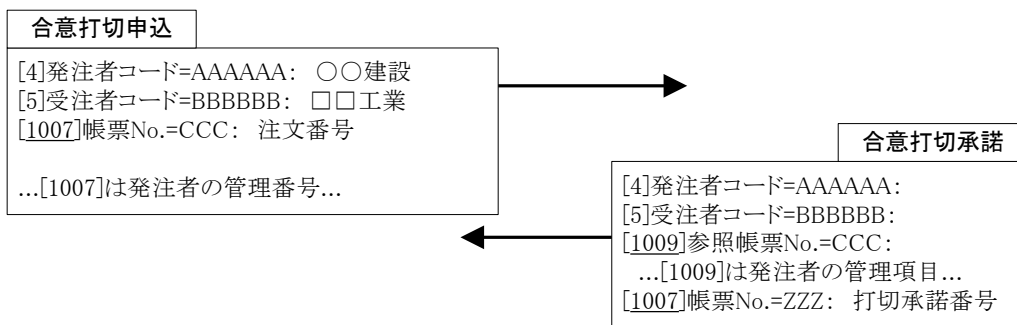 合意打切申込
[4]発注者コード=AAAAAA: ○○建設
[5]受注者コード=BBBBBB: □□工業
[1007]帳票No.=CCC: 注文番号
...[1007]は発注者の管理番号...
合意打切承諾
[4]発注者コード=AAAAAA:
[5]受注者コード=BBBBBB:
[1009]参照帳票No.=CCC:
...[1009]は発注者の管理項目...
[1007]帳票No.=ZZZ: 打切承諾番号